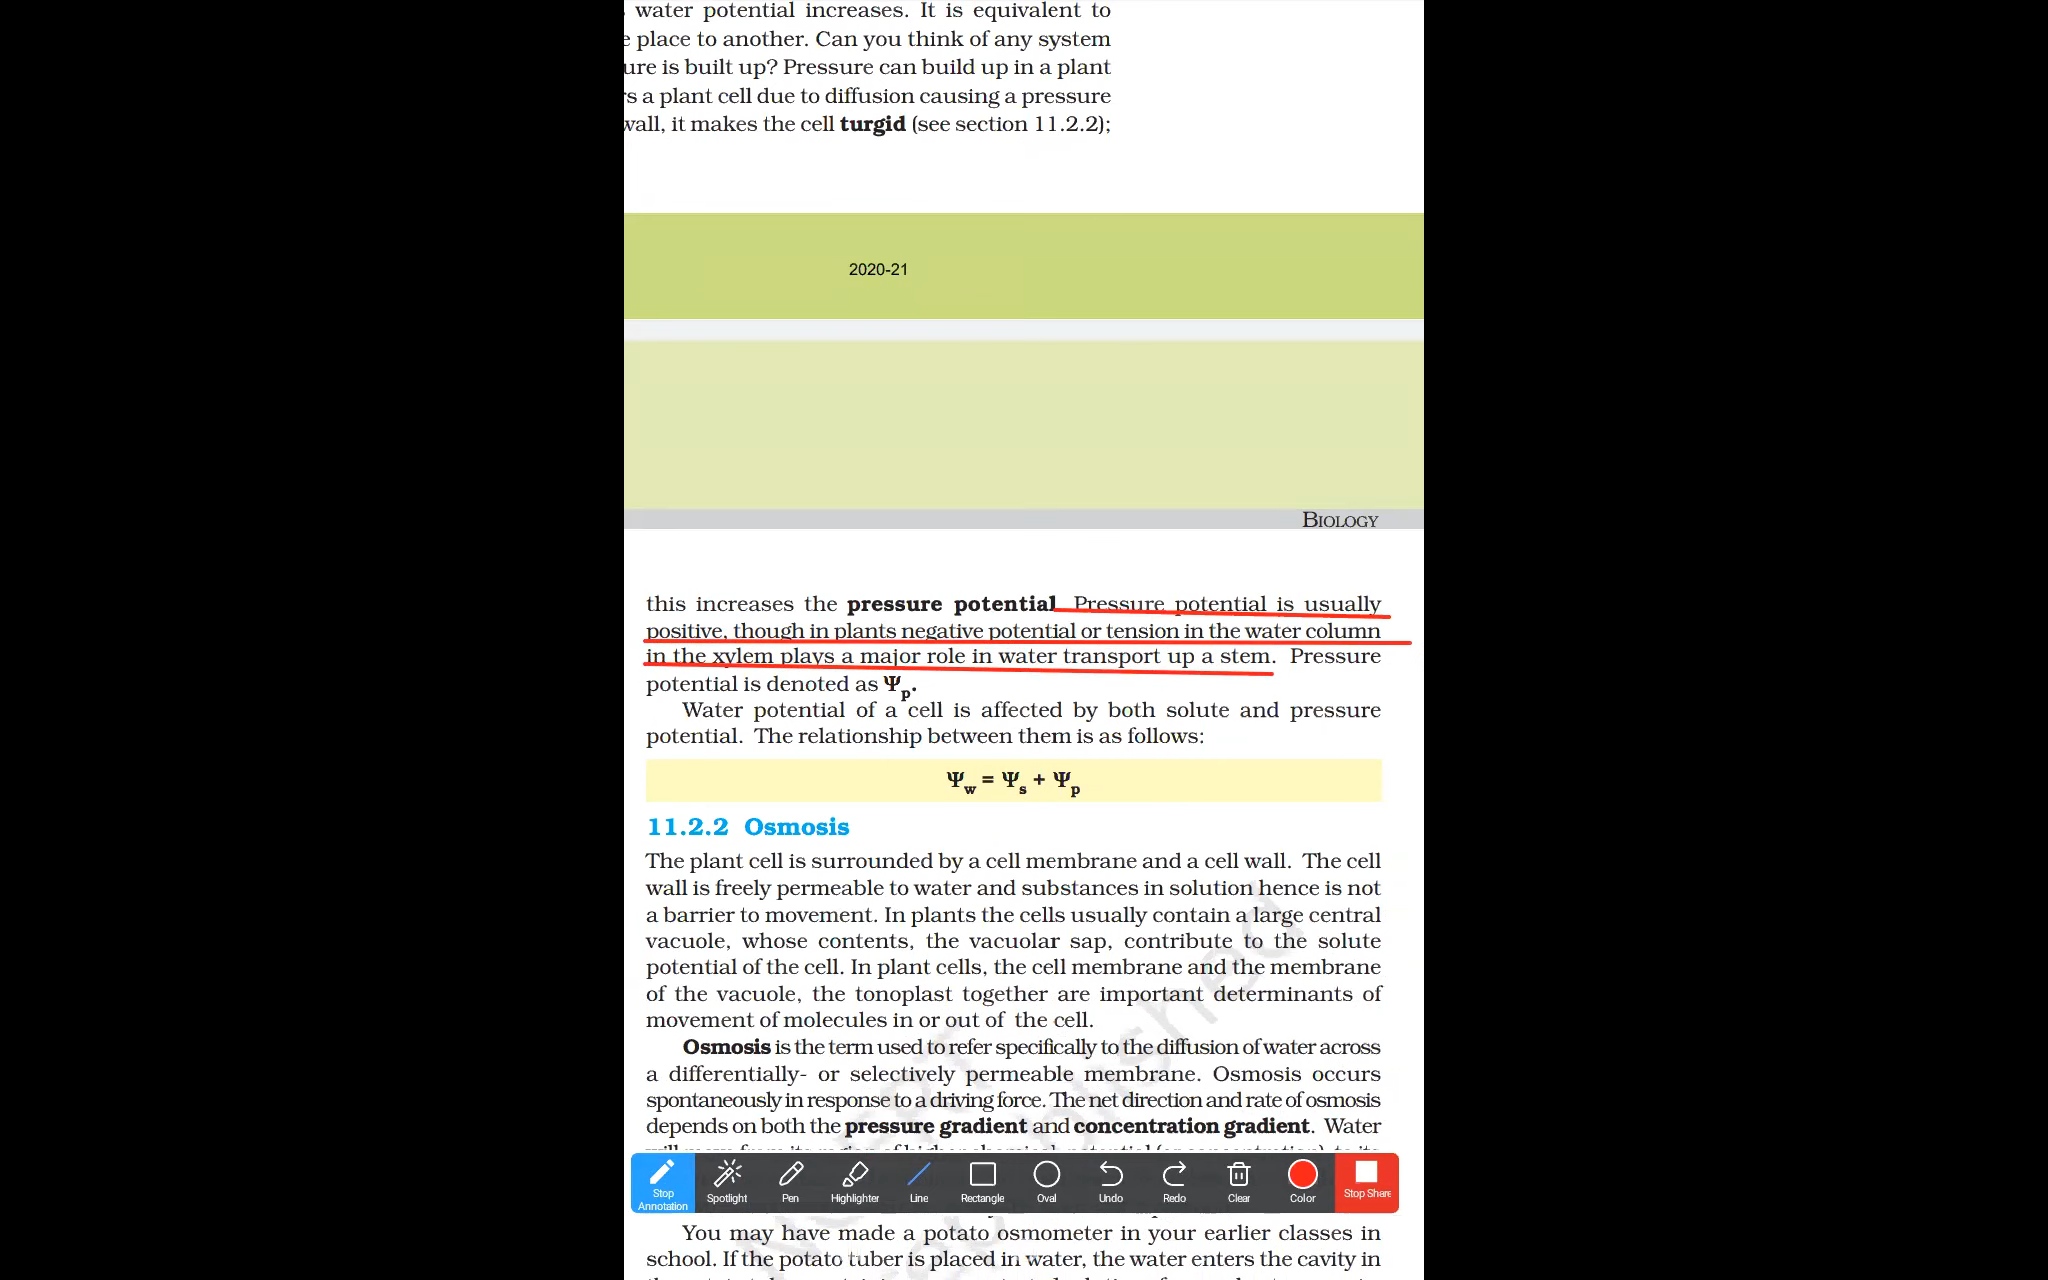 water potential increases. It is equivalent to
place to another. Can you think of any system
ure is built up? Pressure can build up in a plant
s a plant cell due to diffusion causing a pressure
wall, it makes the cell turgid (see section 11.2.2);
2020-21
BIOLOGY
this increases the pressure potential. Pressure potential is usually
positive, though in plants negative potential or tension in the water column
in the xylem plays a major role in water transport up a stem. Pressure
potential is denoted as Ψp.
Water potential of a cell is affected by both solute and pressure
potential. The relationship between them is as follows:
Ψw = Ψs + Ψp
11.2.2 Osmosis
The plant cell is surrounded by a cell membrane and a cell wall. The cell
wall is freely permeable to water and substances in solution hence is not
a barrier to movement. In plants the cells usually contain a large central
vacuole, whose contents, the vacuolar sap, contribute to the solute
potential of the cell. In plant cells, the cell membrane and the membrane
of the vacuole, the tonoplast together are important determinants of
movement of molecules in or out of the cell.
Osmosis is the term used to refer specifically to the diffusion of water across
a differentially- or selectively permeable membrane. Osmosis occurs
spontaneously in response to a driving force. The net direction and rate of osmosis
depends on both the pressure gradient and concentration gradient. Water
Stop Annotation
Spotlight
Pen
Highlighter
Line
Rectangle
Oval
Undo
Redo
Clear
Color
Stop Share
You may have made a potato osmometer in your earlier classes in
school. If the potato tuber is placed in water, the water enters the cavity in